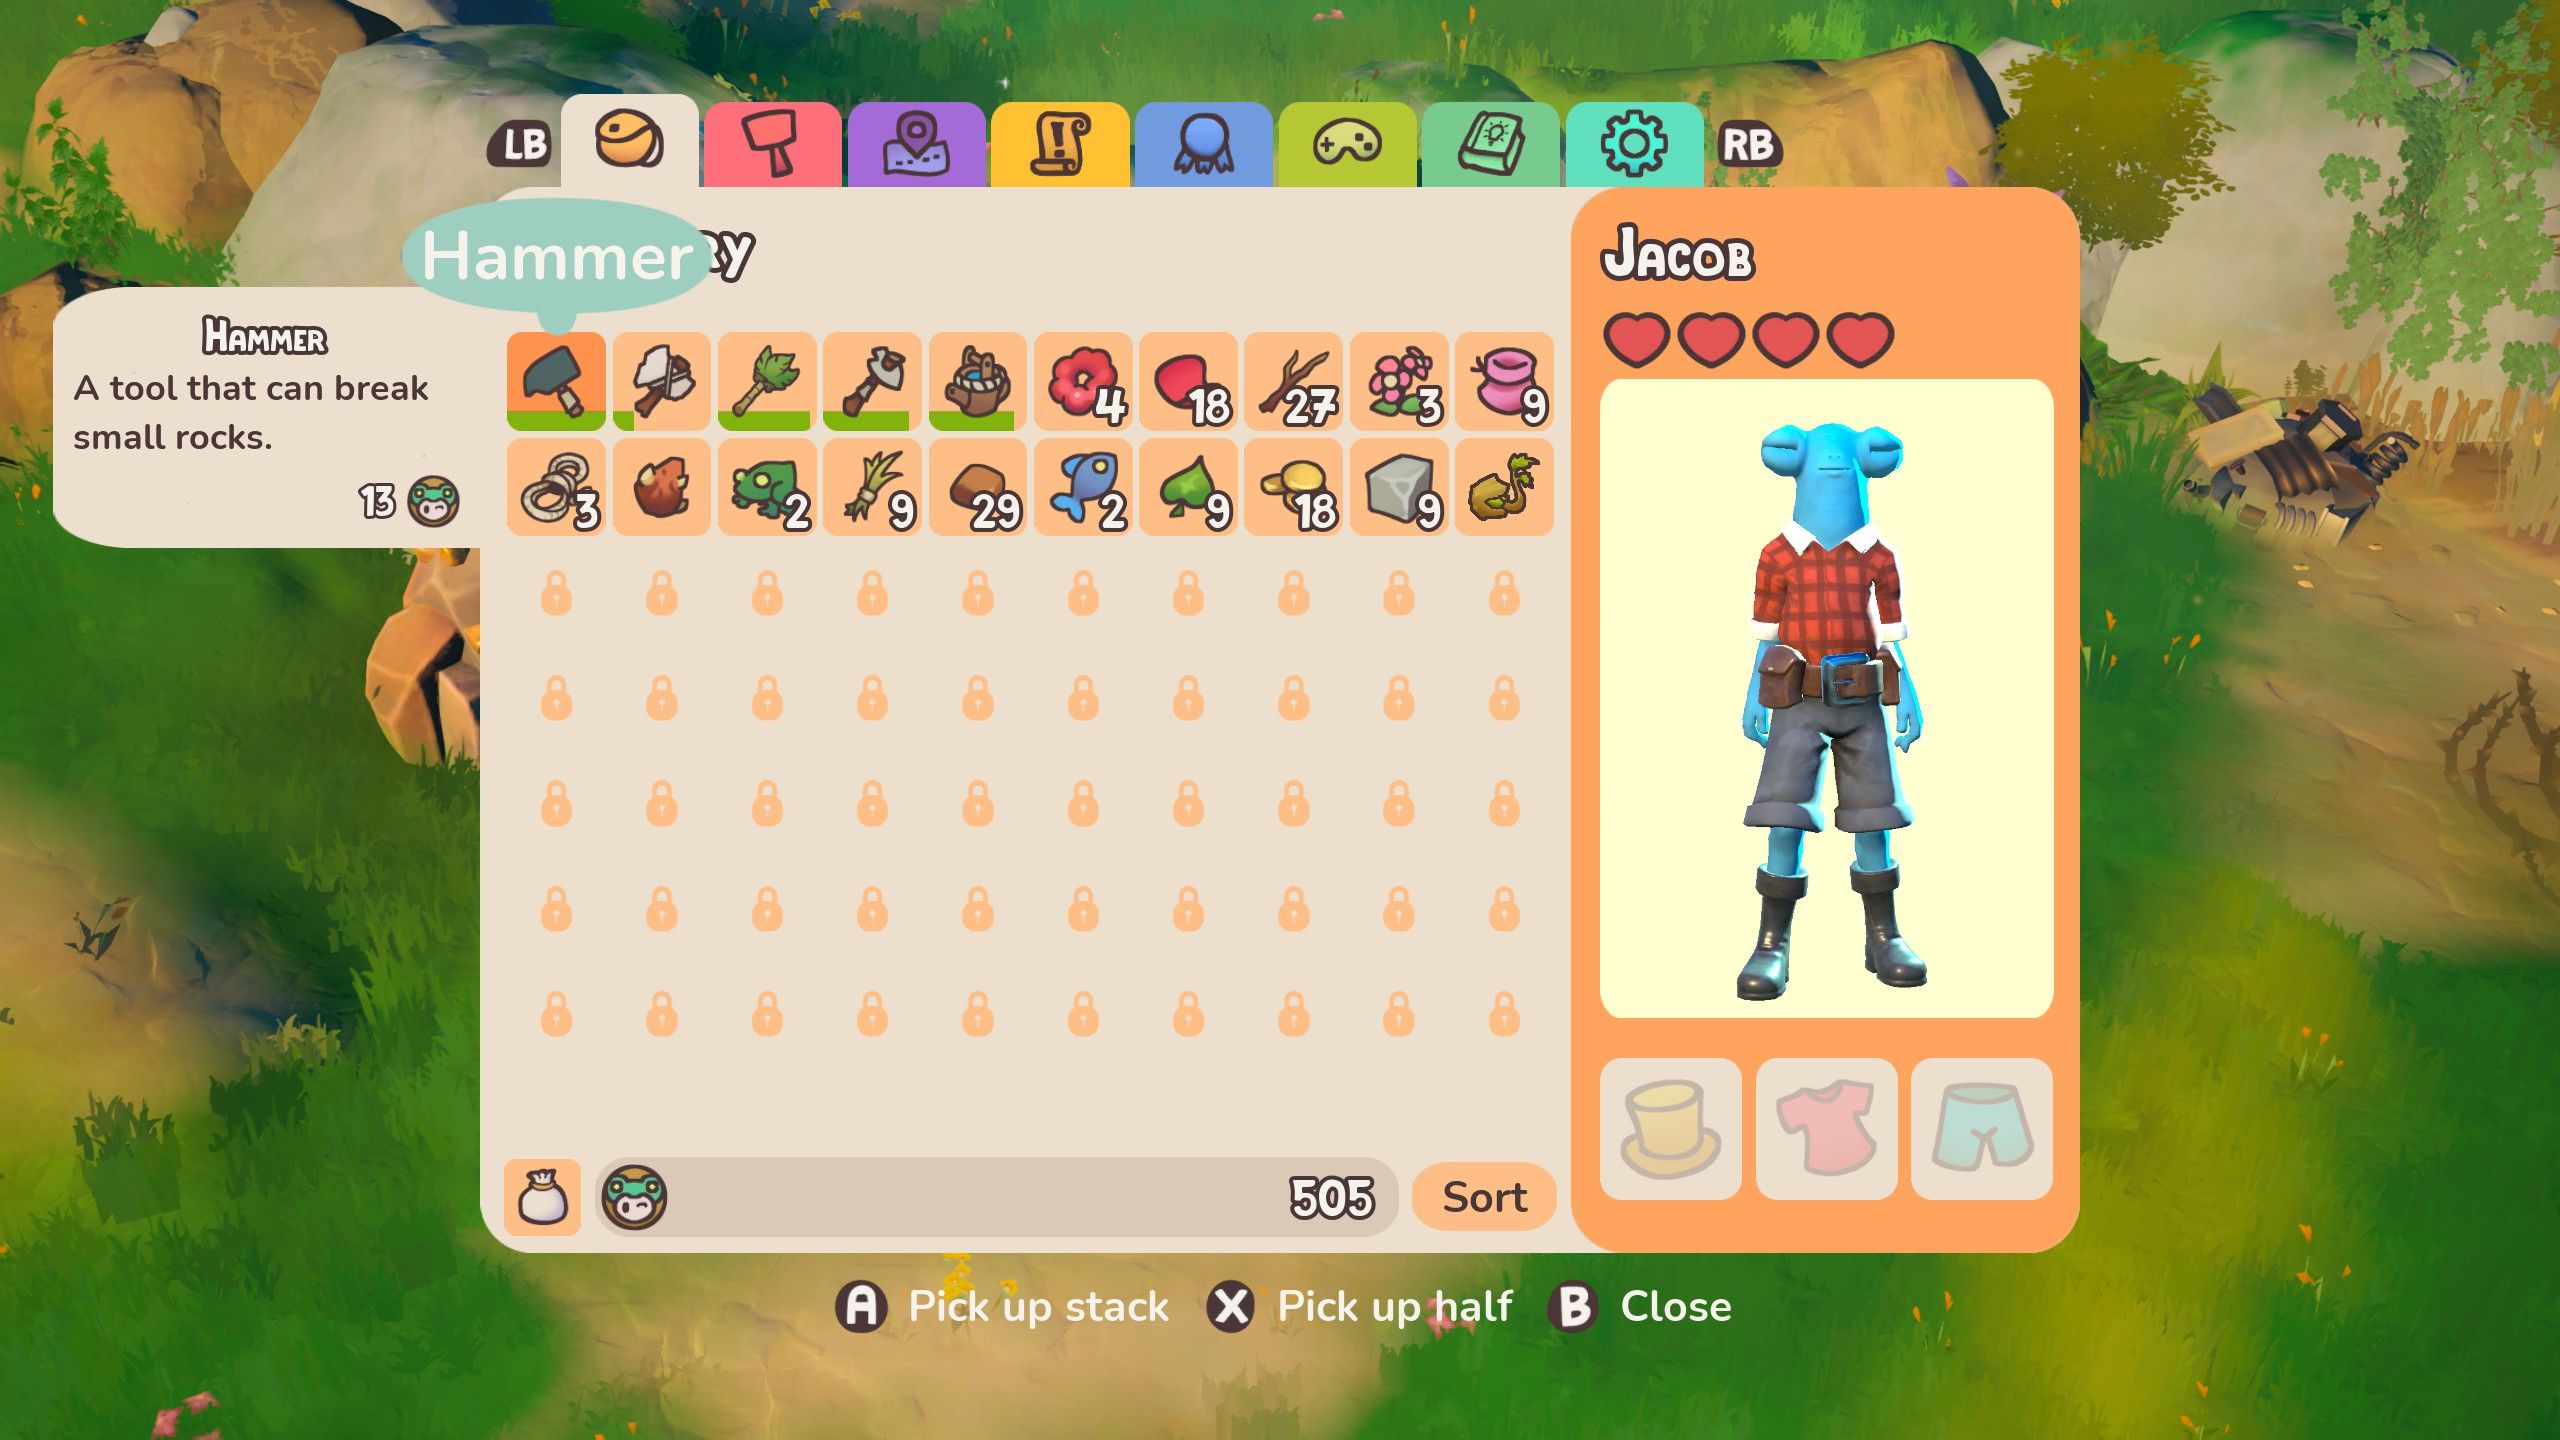 LB
RB
Hammer
RY
JACOB
HAMMER
A tool that can break
small rocks.
13
4
18
27
3
9
3
2
9
29
2
9
18
9
505
Sort
A Pick up stack
X Pick up half
B Close